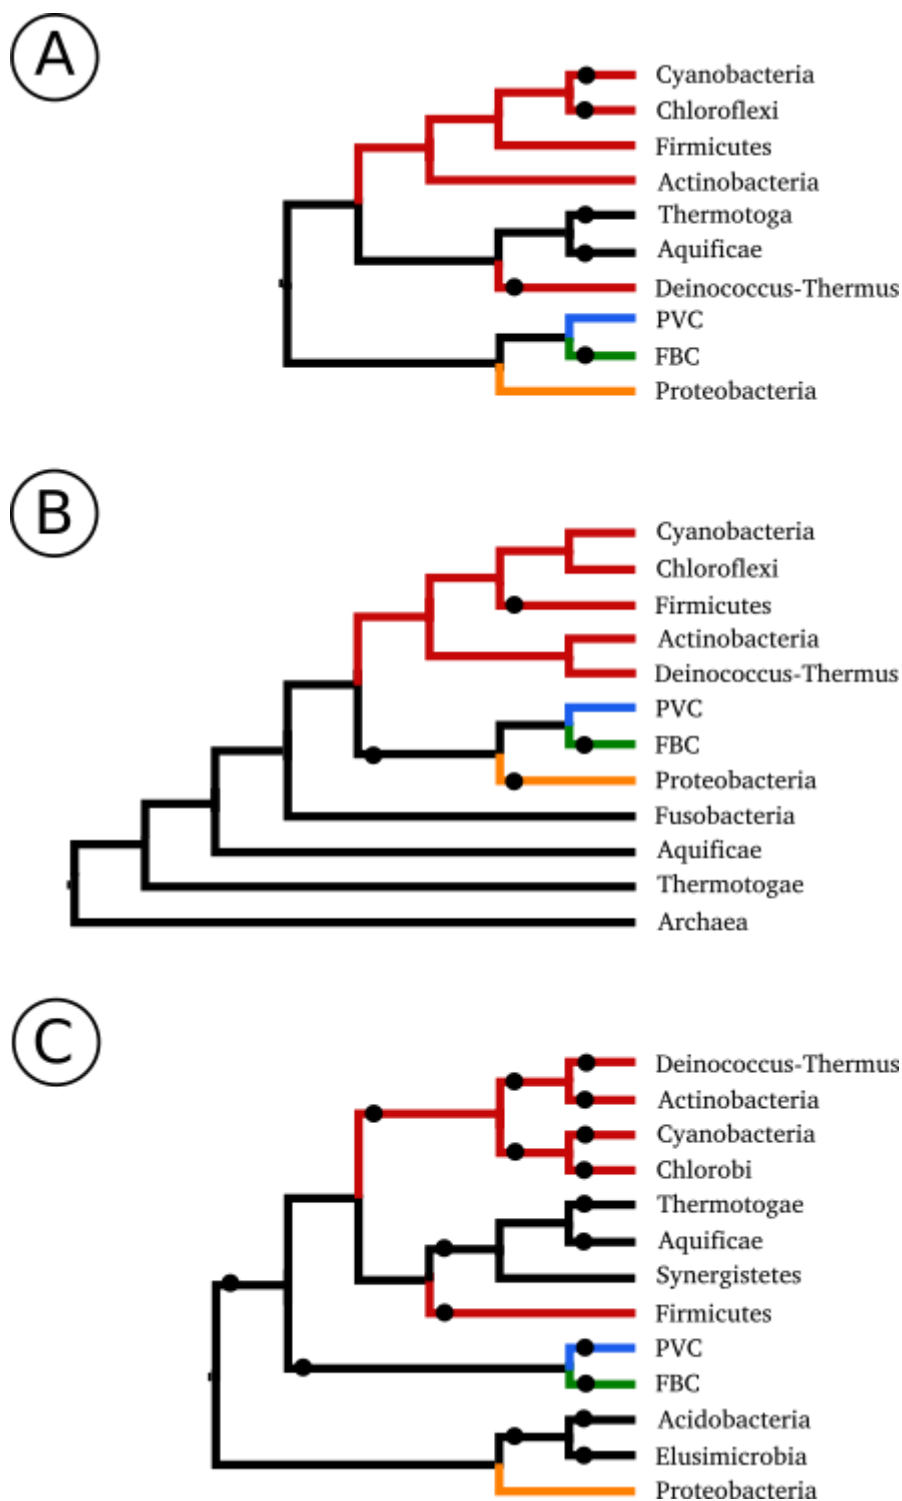 A
Cyanobacteria
Chloroflexi
Firmicutes
Actinobacteria
Thermotoga
Aquificae
Deinococcus-Thermus
PVC
FBC
Proteobacteria
B
Cyanobacteria
Chloroflexi
Firmicutes
Actinobacteria
Deinococcus-Thermus
PVC
FBC
Proteobacteria
Fusobacteria
Aquificae
Thermotogae
Archaea
C
Deinococcus-Thermus
Actinobacteria
Cyanobacteria
Chlorobi
Thermotogae
Aquificae
Synergistetes
Firmicutes
PVC
FBC
Acidobacteria
Elusimicrobia
Proteobacteria